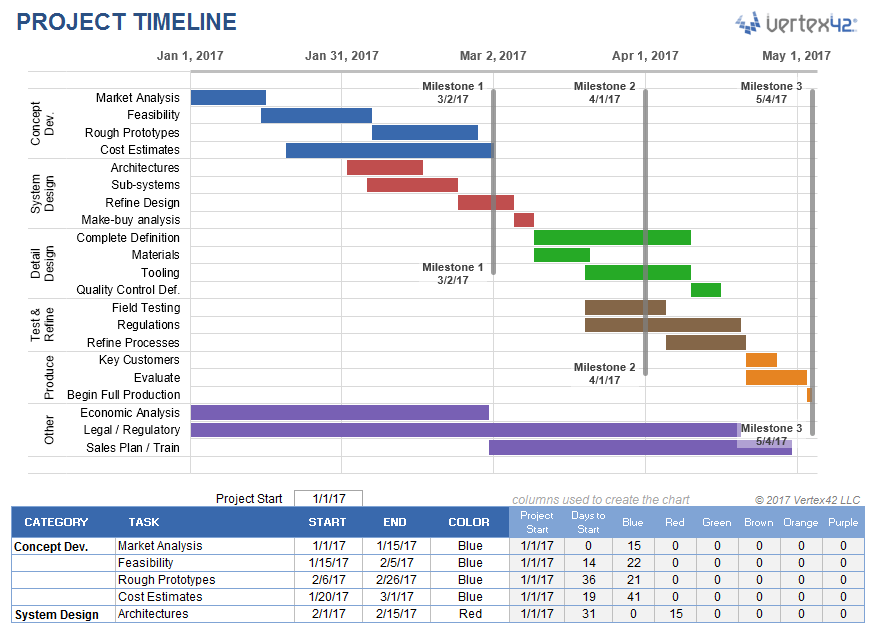 PROJECT TIMELINE
vertex42
Jan 1, 2017 Jan 31, 2017 Mar 2, 2017 Apr 1, 2017 May 1, 2017
Milestone 1 Milestone 2 Milestone 3
3/2/17 4/1/17 5/4/17
Concept
Dev.
Market Analysis
Feasibility
Rough Prototypes
Cost Estimates
System
Design
Architectures
Sub-systems
Refine Design
Make-buy analysis
Detail
Design
Complete Definition
Materials
Tooling
Milestone 1
3/2/17
Quality Control Def.
Test &
Refine
Field Testing
Regulations
Refine Processes
Produce
Key Customers
Evaluate
Milestone 2
4/1/17
Begin Full Production
Other
Economic Analysis
Legal / Regulatory
Milestone 3
5/4/17
Sales Plan / Train
Project Start 1/1/17 columns used to create the chart © 2017 Vertex42 LLC
CATEGORY TASK START END COLOR Project Start Days to Start Blue Red Green Brown Orange Purple
Concept Dev. Market Analysis 1/1/17 1/15/17 Blue 1/1/17 0 15 0 0 0 0 0
Feasibility 1/15/17 2/5/17 Blue 1/1/17 14 22 0 0 0 0 0
Rough Prototypes 2/6/17 2/26/17 Blue 1/1/17 36 21 0 0 0 0 0
Cost Estimates 1/20/17 3/1/17 Blue 1/1/17 19 41 0 0 0 0 0
System Design Architectures 2/1/17 2/15/17 Red 1/1/17 31 0 15 0 0 0 0